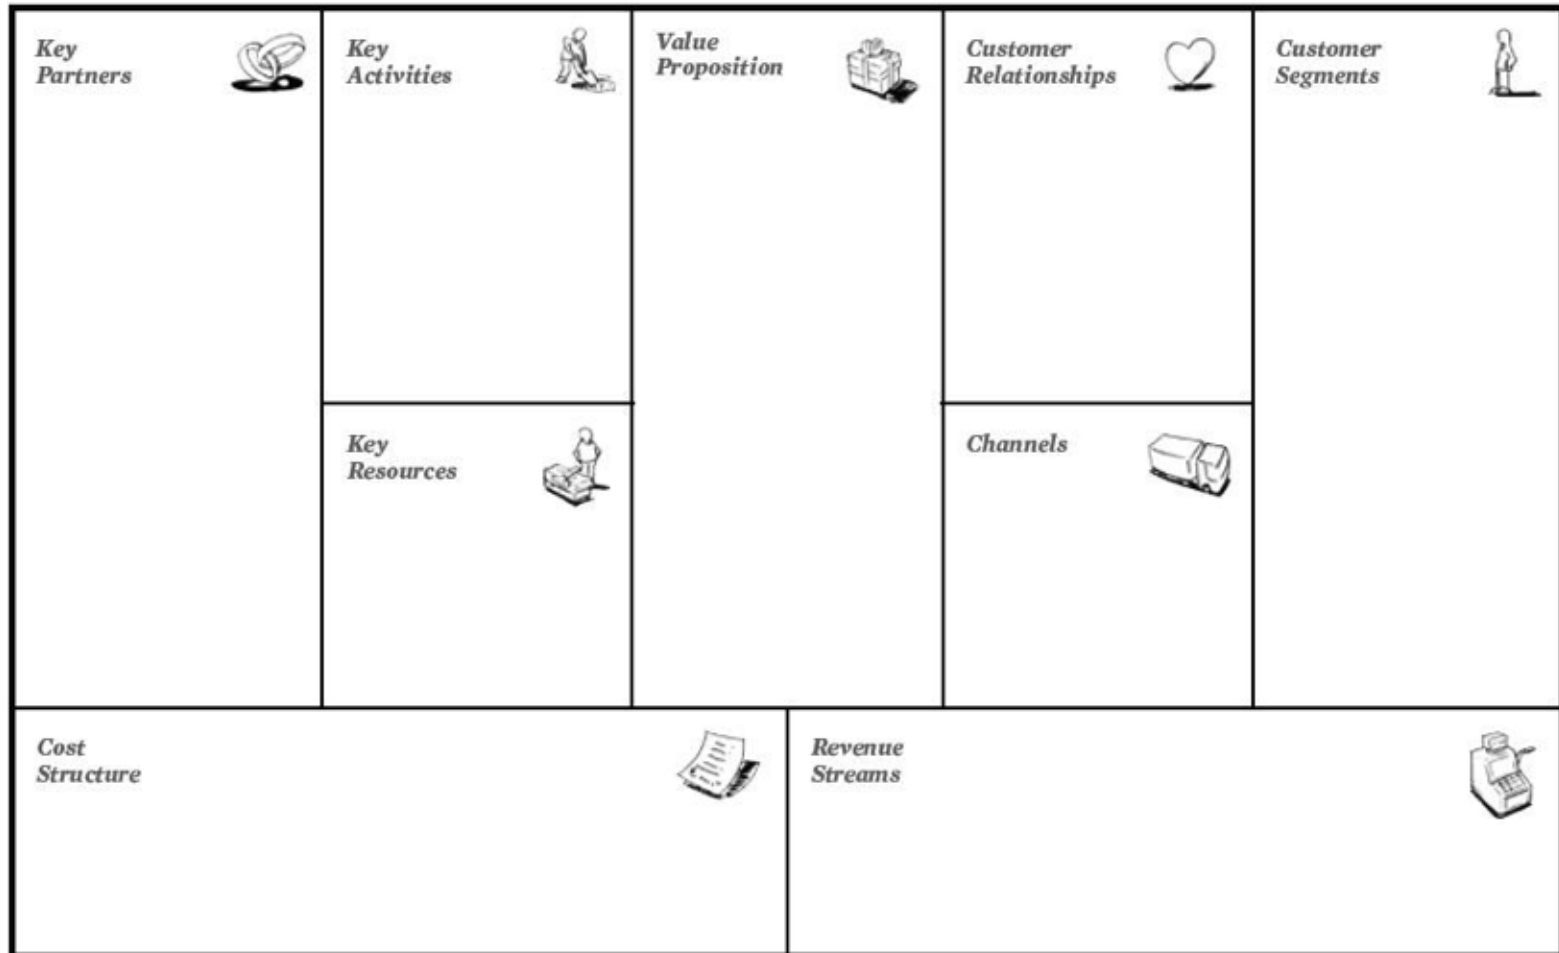 Key
Partners
Key
Activities
Value
Proposition
Customer
Relationships
Customer
Segments
Key
Resources
Channels
Cost
Structure
Revenue
Streams